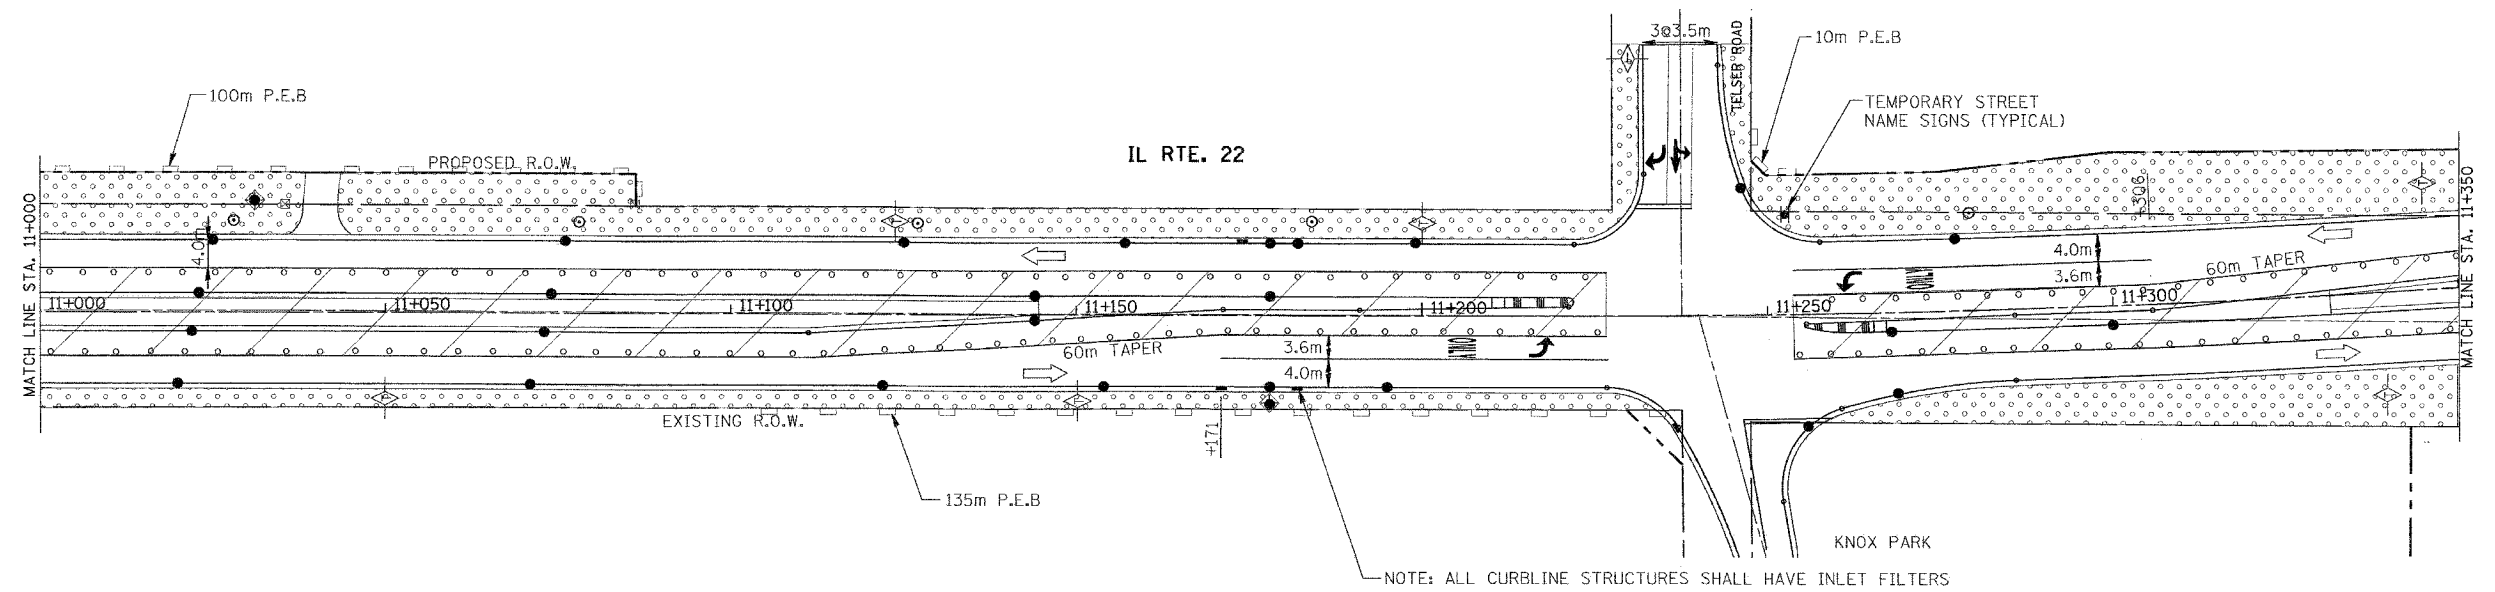 3@3.5m
TELSER ROAD
10m P.E.B
100m P.E.B
TEMPORARY STREET
NAME SIGNS (TYPICAL)
IL RTE. 22
PROPOSED R.O.W.
MATCH LINE STA. 11+000
4.0m
+306
MATCH LINE STA. 11+350
4.0m
3.6m
60m TAPER
11+000
11+050
11+100
11+150
11+200
11+250
11+300
60m TAPER
3.6m
4.0m
EXISTING R.O.W.
+171
135m P.E.B
KNOX PARK
NOTE: ALL CURBLINE STRUCTURES SHALL HAVE INLET FILTERS